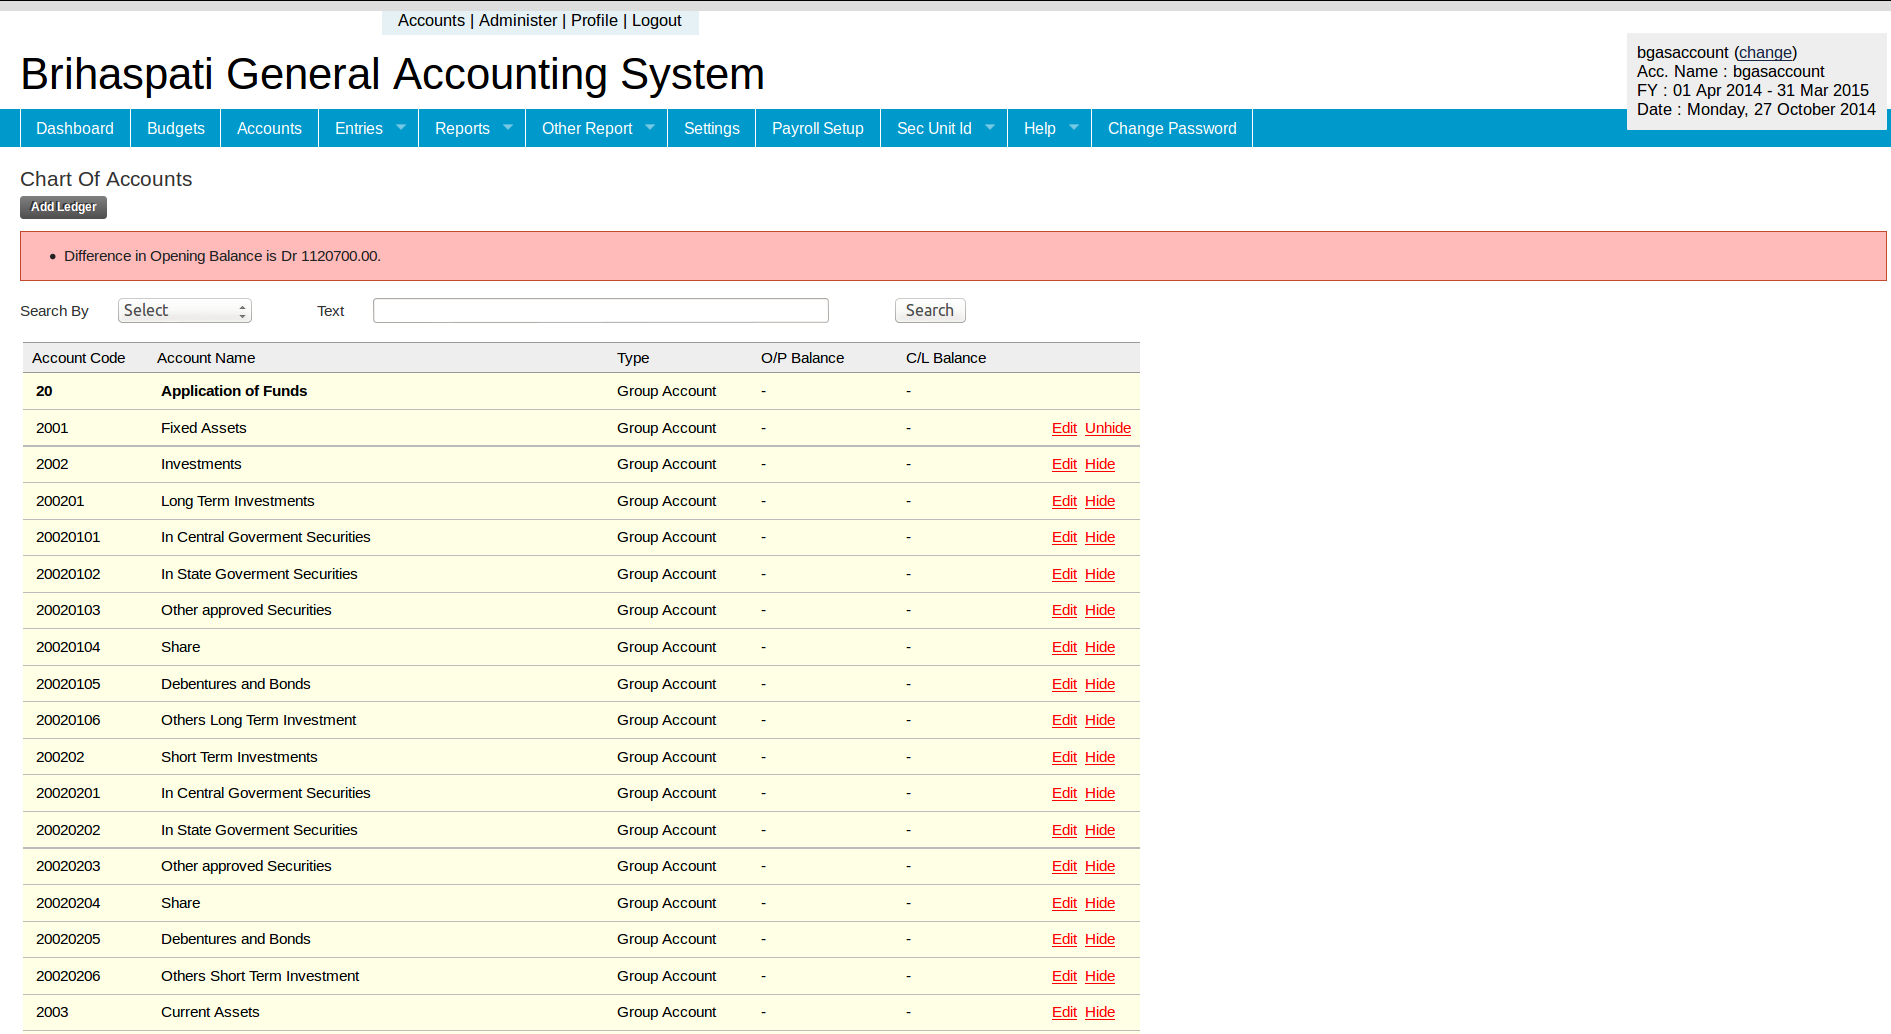 Accounts | Administer | Profile | Logout
Brihaspati General Accounting System
bgasaccount (change)
Acc. Name : bgasaccount
FY : 01 Apr 2014 - 31 Mar 2015
Date : Monday, 27 October 2014
Dashboard Budgets Accounts Entries Reports Other Report Settings Payroll Setup Sec Unit Id Help Change Password
Chart Of Accounts
Add Ledger
• Difference in Opening Balance is Dr 1120700.00.
Search By Select Text Search
Account Code Account Name Type O/P Balance C/L Balance
20 Application of Funds Group Account - -
2001 Fixed Assets Group Account - - Edit Unhide
2002 Investments Group Account - - Edit Hide
200201 Long Term Investments Group Account - - Edit Hide
20020101 In Central Goverment Securities Group Account - - Edit Hide
20020102 In State Goverment Securities Group Account - - Edit Hide
20020103 Other approved Securities Group Account - - Edit Hide
20020104 Share Group Account - - Edit Hide
20020105 Debentures and Bonds Group Account - - Edit Hide
20020106 Others Long Term Investment Group Account - - Edit Hide
200202 Short Term Investments Group Account - - Edit Hide
20020201 In Central Goverment Securities Group Account - - Edit Hide
20020202 In State Goverment Securities Group Account - - Edit Hide
20020203 Other approved Securities Group Account - - Edit Hide
20020204 Share Group Account - - Edit Hide
20020205 Debentures and Bonds Group Account - - Edit Hide
20020206 Others Short Term Investment Group Account - - Edit Hide
2003 Current Assets Group Account - - Edit Hide